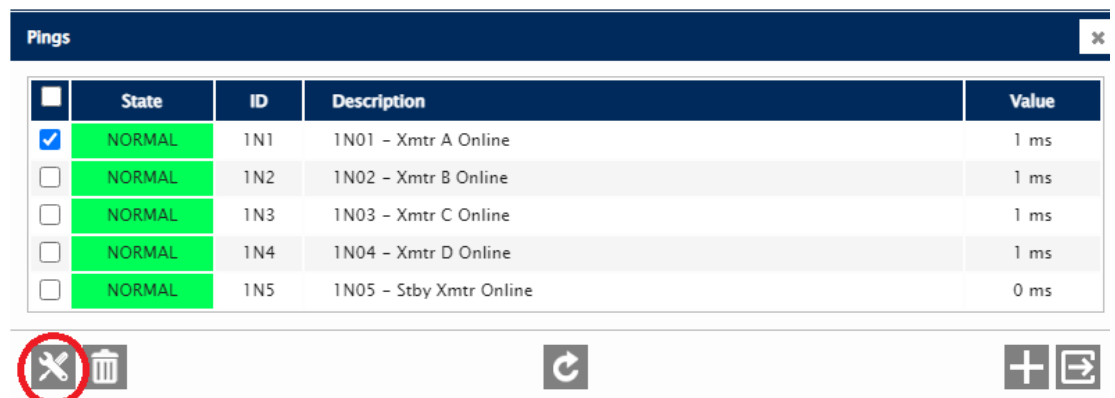 Pings
State ID Description Value
NORMAL 1N1 1N01 – Xmtr A Online 1 ms
NORMAL 1N2 1N02 – Xmtr B Online 1 ms
NORMAL 1N3 1N03 – Xmtr C Online 1 ms
NORMAL 1N4 1N04 – Xmtr D Online 1 ms
NORMAL 1N5 1N05 – Stby Xmtr Online 0 ms